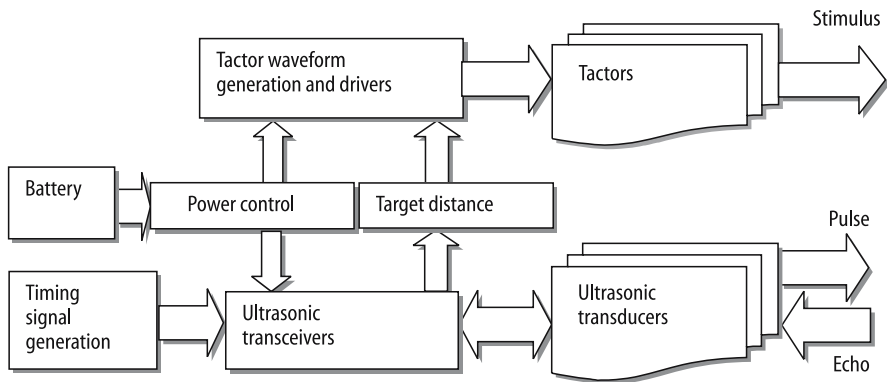 Stimulus
Tactor waveform
generation and drivers
Tactors
Battery
Power control
Target distance
Pulse
Timing
signal
generation
Ultrasonic
transceivers
Ultrasonic
transducers
Echo